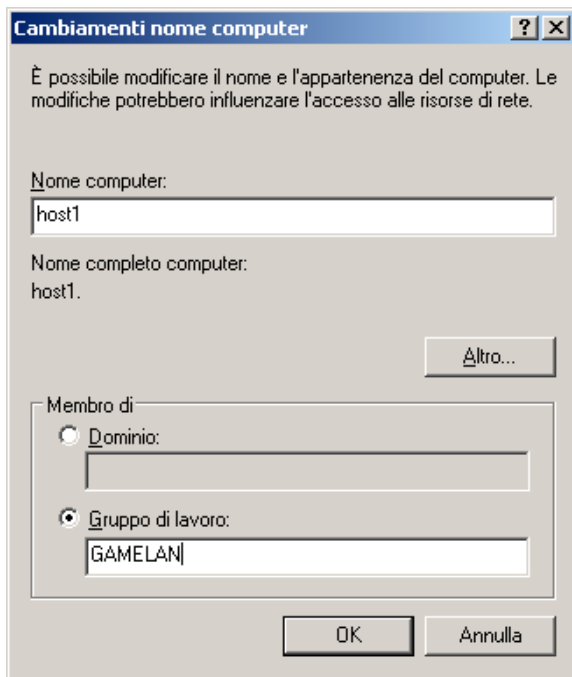 Cambiamenti nome computer
È possibile modificare il nome e l'appartenenza del computer. Le
modifiche potrebbero influenzare l'accesso alle risorse di rete.
Nome computer:
host1
Nome completo computer:
host1.
Altro...
Membro di
Dominio:
Gruppo di lavoro:
GAMELAN
OK
Annulla